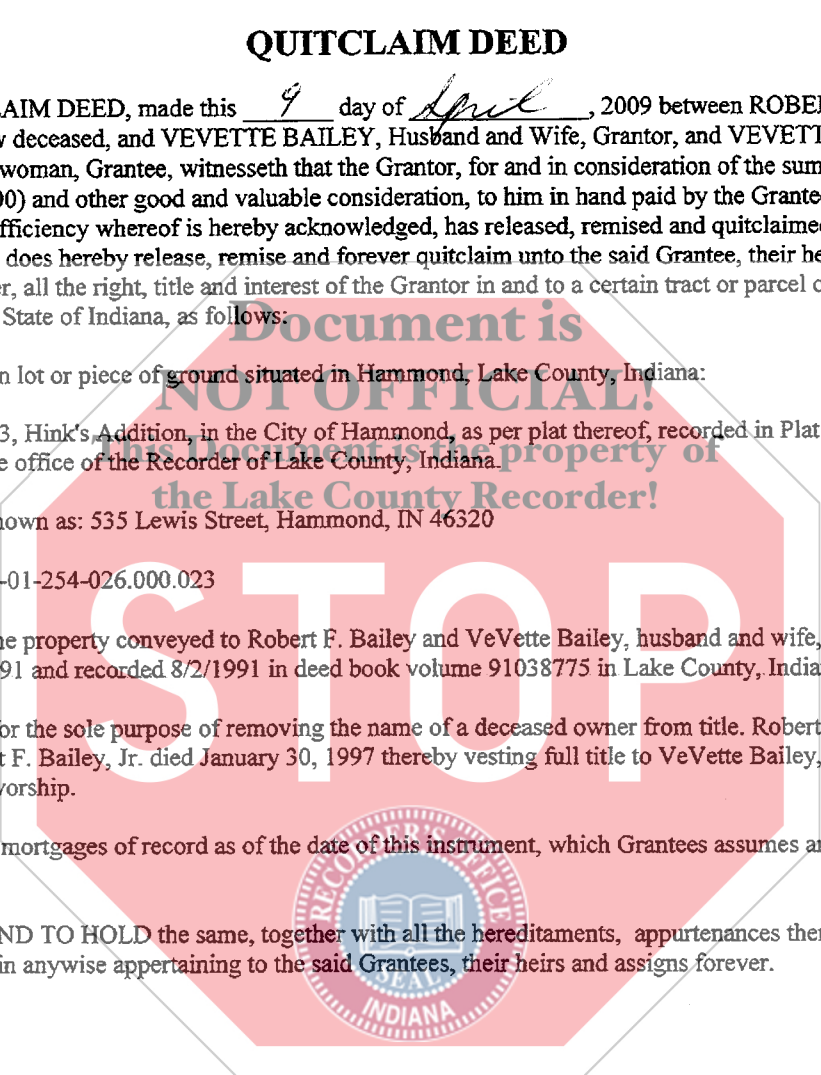 QUITCLAIM DEED
LAIM DEED, made this 9 day of April, 2009 between ROBE
deceased, and VEVETTE BAILEY, Husband and Wife, Grantor, and VEVETT
woman, Grantee, witnesseth that the Grantor, for and in consideration of the sum
00) and other good and valuable consideration, to him in hand paid by the Grante
fficiency whereof is hereby acknowledged, has released, remised and quitclaime
does hereby release, remise and forever quitclaim unto the said Grantee, their he
r, all the right, title and interest of the Grantor in and to a certain tract or parcel o
State of Indiana, as follows:
Document is
n lot or piece of ground situated in Hammond, Lake County, Indiana:
NOT OFFICIAL!
3, Hink's Addition, in the City of Hammond, as per plat thereof, recorded in Plat
This Document is the property of
e office of the Recorder of Lake County, Indiana.
the Lake County Recorder!
nown as: 535 Lewis Street, Hammond, IN 46320
-01-254-026.000.023
STOP
he property conveyed to Robert F. Bailey and VeVette Bailey, husband and wife,
91 and recorded 8/2/1991 in deed book volume 91038775 in Lake County, India
or the sole purpose of removing the name of a deceased owner from title. Robert
t F. Bailey, Jr. died January 30, 1997 thereby vesting full title to VeVette Bailey,
vorship.
mortgages of record as of the date of this instrument, which Grantees assumes a
RECORDER'S OFFICE
SEAL
INDIANA
ND TO HOLD the same, together with all the hereditaments, appurtenances ther
in anywise appertaining to the said Grantees, their heirs and assigns forever.